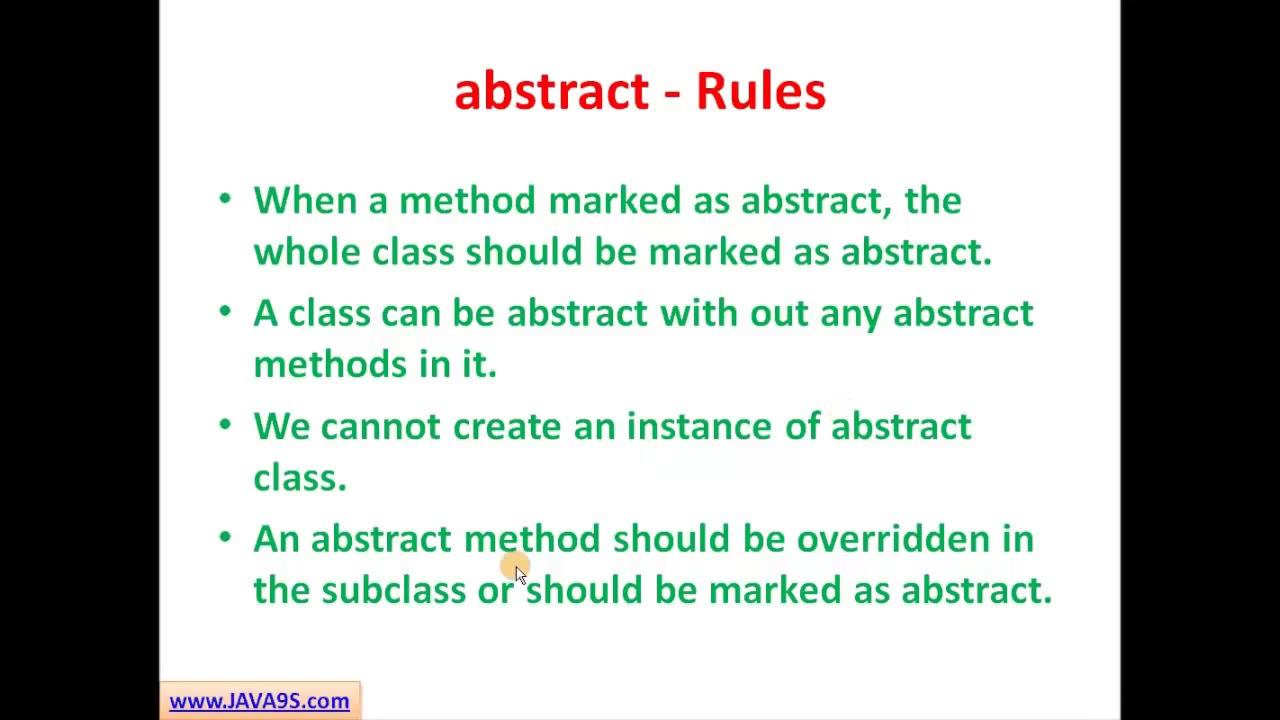 abstract - Rules
• When a method marked as abstract, the
whole class should be marked as abstract.
• A class can be abstract with out any abstract
methods in it.
• We cannot create an instance of abstract
class.
• An abstract method should be overridden in
the subclass or should be marked as abstract.
www.JAVA9S.com